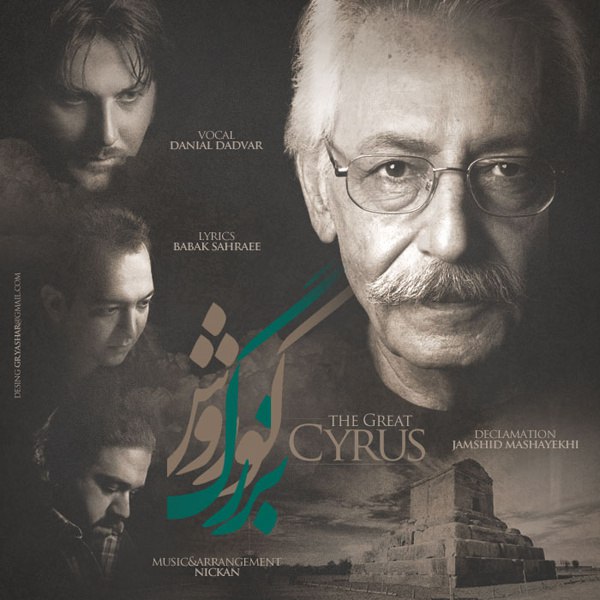 VOCAL
DANIAL DADVAR
LYRICS
BABAK SAHRAEE
DESING GRYASHAR@GMAIL.COM
کوروش
بزرگ
THE GREAT
CYRUS
DECLAMATION
JAMSHID MASHAYEKHI
MUSIC&ARRANGEMENT
NICKAN